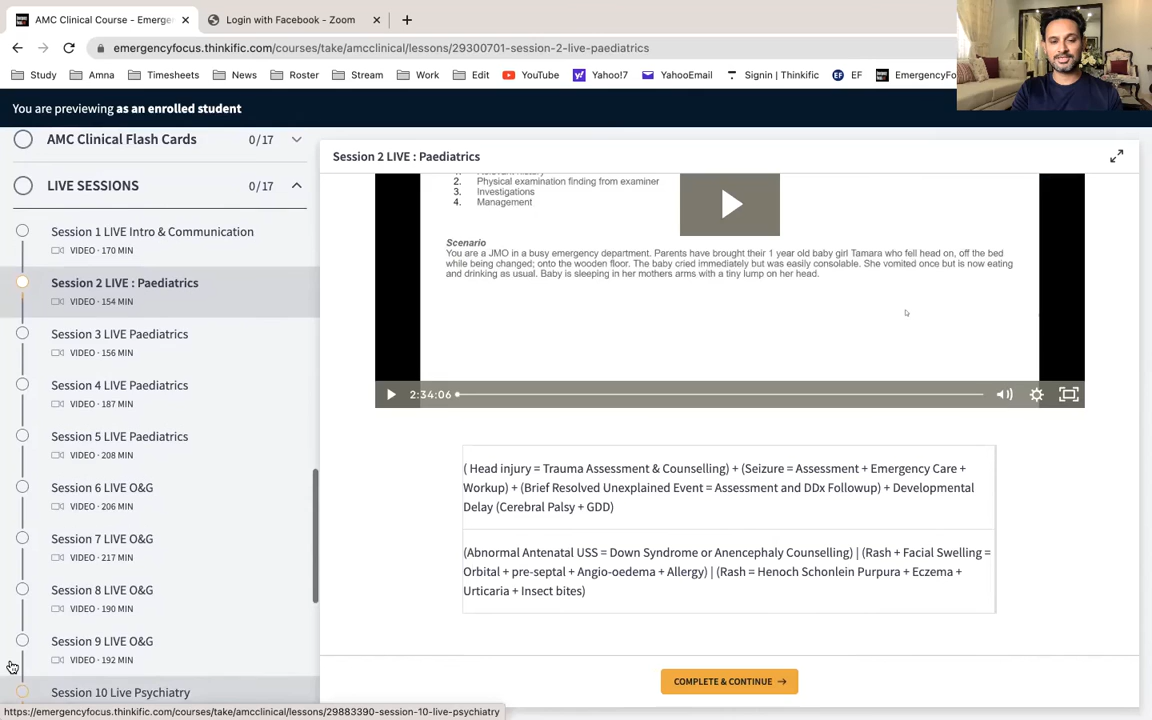 AMC Clinical Course - Emerge
Login with Facebook - Zoom
emergencyfocus.thinkific.com/courses/take/amcclinical/lessons/29300701-session-2-live-paediatrics
Study Amna Timesheets News Roster Stream Work Edit YouTube Yahoo!7 YahooEmail Signin | Thinkific EF EF EmergencyFo
You are previewing as an enrolled student
AMC Clinical Flash Cards 0/17
LIVE SESSIONS 0/17
Session 1 LIVE Intro & Communication
VIDEO · 170 MIN
Session 2 LIVE : Paediatrics
VIDEO · 154 MIN
Session 3 LIVE Paediatrics
VIDEO · 156 MIN
Session 4 LIVE Paediatrics
VIDEO · 187 MIN
Session 5 LIVE Paediatrics
VIDEO · 208 MIN
Session 6 LIVE O&G
VIDEO · 206 MIN
Session 7 LIVE O&G
VIDEO · 217 MIN
Session 8 LIVE O&G
VIDEO · 190 MIN
Session 9 LIVE O&G
VIDEO · 192 MIN
Session 10 Live Psychiatry
https://emergencyfocus.thinkific.com/courses/take/amcclinical/lessons/29883390-session-10-live-psychiatry
Session 2 LIVE : Paediatrics
2. Physical examination finding from examiner
3. Investigations
4. Management
Scenario
You are a JMO in a busy emergency department. Parents have brought their 1 year old baby girl Tamara who fell head on, off the bed
while being changed; onto the wooden floor. The baby cried immediately but was easily consolable. She vomited once but is now eating
and drinking as usual. Baby is sleeping in her mothers arms with a tiny lump on her head.
2:34:06
( Head injury = Trauma Assessment & Counselling) + (Seizure = Assessment + Emergency Care +
Workup) + (Brief Resolved Unexplained Event = Assessment and DDx Followup) + Developmental
Delay (Cerebral Palsy + GDD)
(Abnormal Antenatal USS = Down Syndrome or Anencephaly Counselling) | (Rash + Facial Swelling =
Orbital + pre-septal + Angio-oedema + Allergy) | (Rash = Henoch Schonlein Purpura + Eczema +
Urticaria + Insect bites)
COMPLETE & CONTINUE →